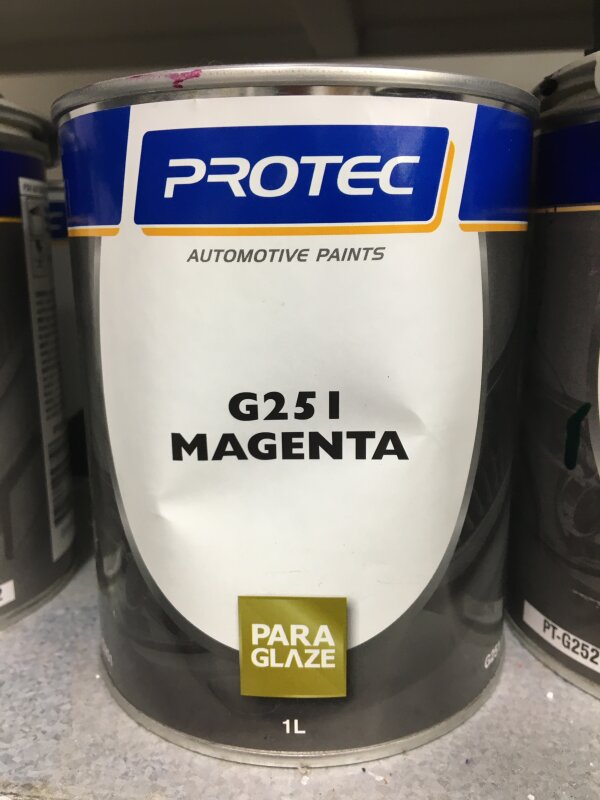 PROTEC
AUTOMOTIVE PAINTS
G251
MAGENTA
PARA
GLAZE
1L
PT-G252